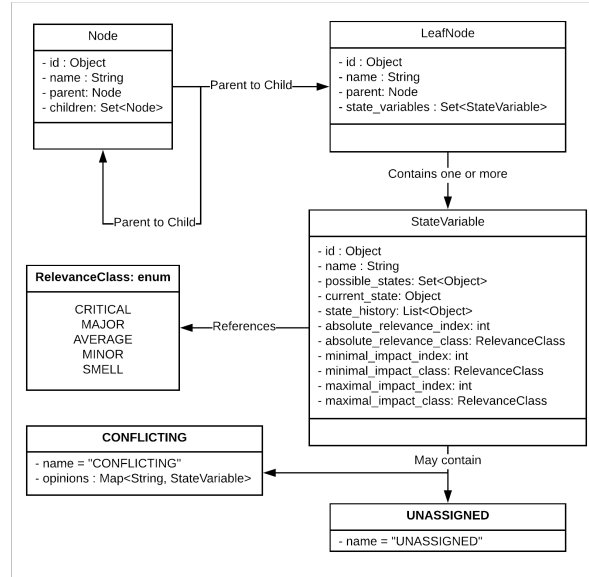 Node
- id : Object
- name : String
- parent: Node
- children: Set<Node>
Parent to Child
LeafNode
- id : Object
- name : String
- parent: Node
- state_variables : Set<StateVariable>
Parent to Child
Contains one or more
StateVariable
- id : Object
- name : String
- possible_states: Set<Object>
- current_state: Object
- state_history: List<Object>
- absolute_relevance_index: int
- absolute_relevance_class: RelevanceClass
- minimal_impact_index: int
- minimal_impact_class: RelevanceClass
- maximal_impact_index: int
- maximal_impact_class: RelevanceClass
References
RelevanceClass: enum
CRITICAL
MAJOR
AVERAGE
MINOR
SMELL
May contain
CONFLICTING
- name = "CONFLICTING"
- opinions : Map<String, StateVariable>
UNASSIGNED
- name = "UNASSIGNED"